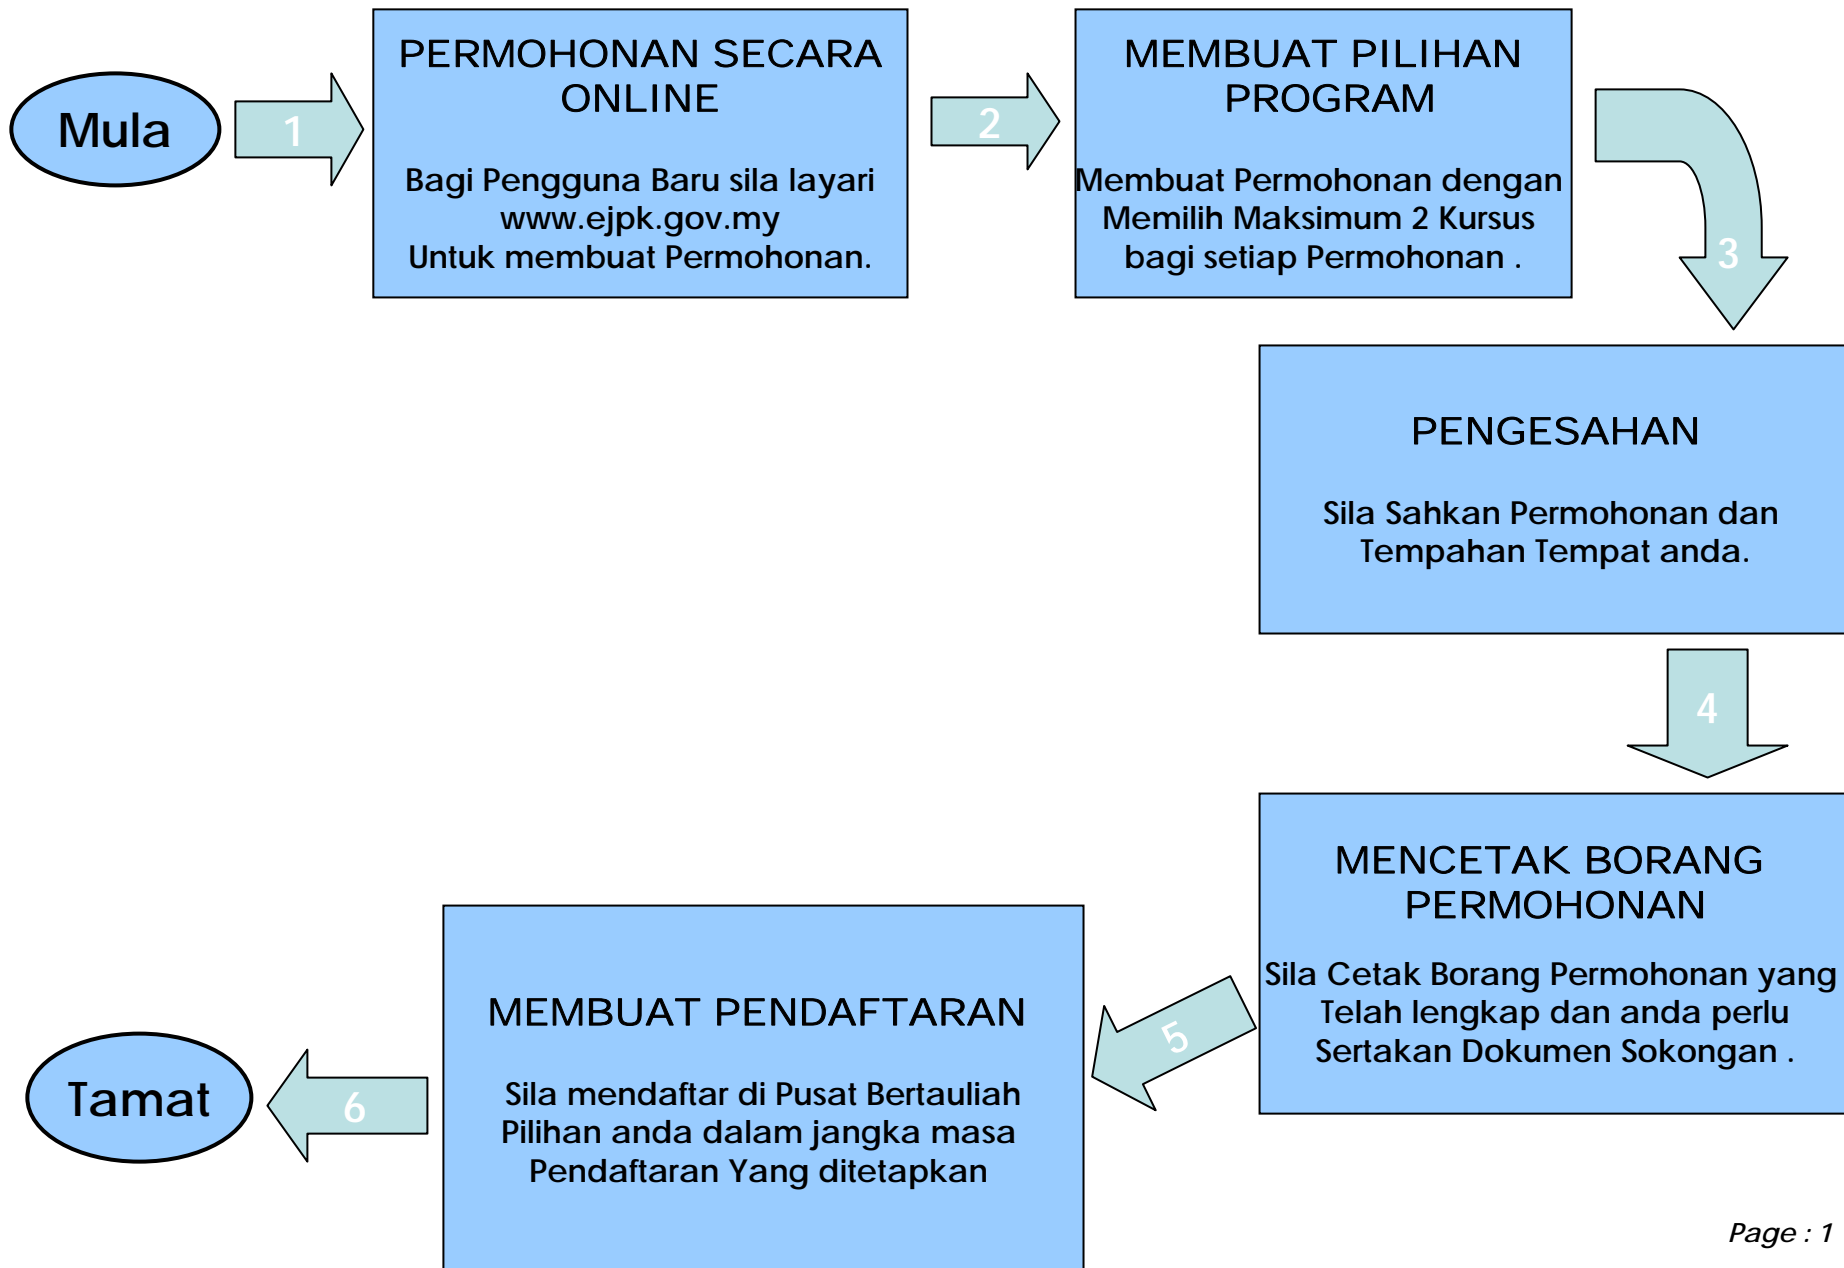 Mula
1
PERMOHONAN SECARA
ONLINE
Bagi Pengguna Baru sila layari
www.ejpk.gov.my
Untuk membuat Permohonan.
2
MEMBUAT PILIHAN
PROGRAM
Membuat Permohonan dengan
Memilih Maksimum 2 Kursus
bagi setiap Permohonan .
3
PENGESAHAN
Sila Sahkan Permohonan dan
Tempahan Tempat anda.
4
MENCETAK BORANG
PERMOHONAN
Sila Cetak Borang Permohonan yang
Telah lengkap dan anda perlu
Sertakan Dokumen Sokongan .
5
MEMBUAT PENDAFTARAN
Sila mendaftar di Pusat Bertauliah
Pilihan anda dalam jangka masa
Pendaftaran Yang ditetapkan
6
Tamat
Page : 1